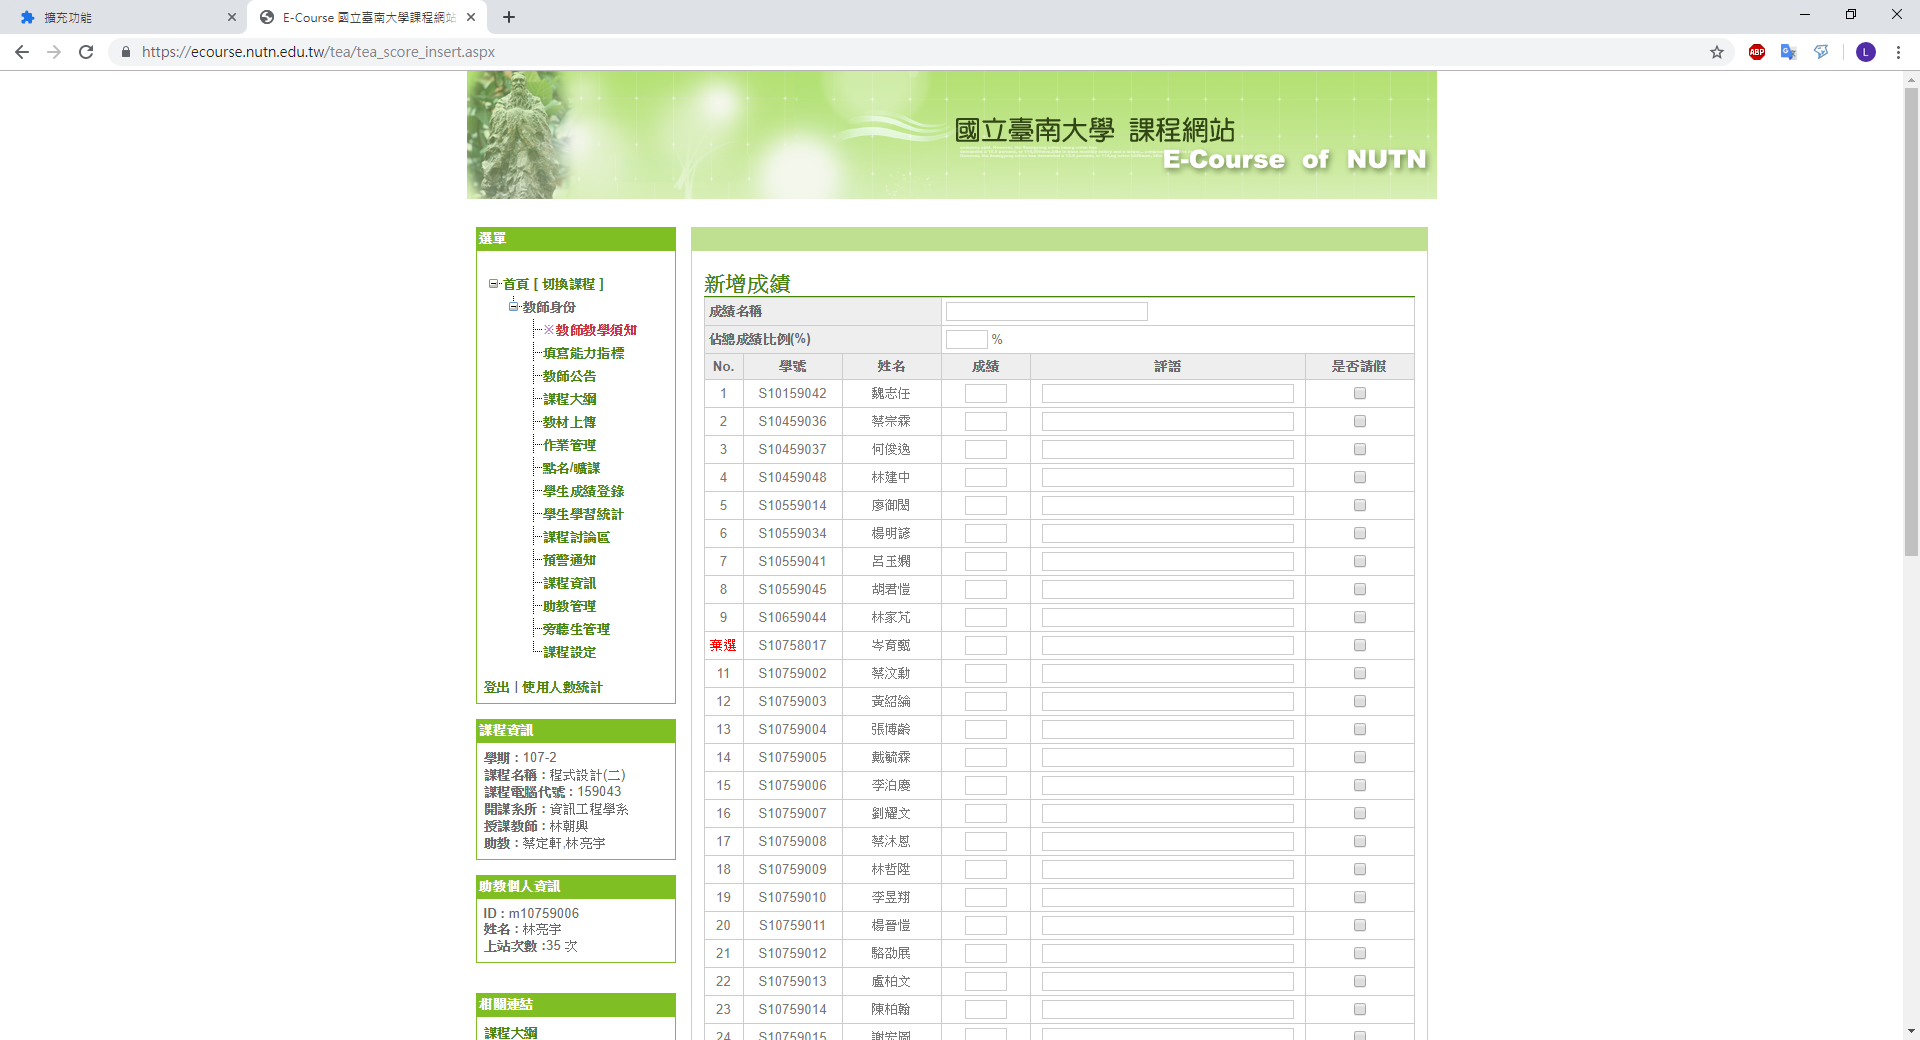 擴充功能
E-Course 國立臺南大學課程網站
https://ecourse.nutn.edu.tw/tea/tea_score_insert.aspx
ABP
L
國立臺南大學 課程網站
E-Course of NUTN
選單
首頁 [ 切換課程 ]
教師身份
※教師教學須知
填寫能力指標
教師公告
課程大綱
教材上傳
作業管理
點名/曠課
學生成績登錄
學生學習統計
課程討論區
預警通知
課程資訊
助教管理
旁聽生管理
課程設定
登出 | 使用人數統計
課程資訊
學期 : 107-2
課程名稱 : 程式設計(二)
課程電腦代號 : 159043
開課系所 : 資訊工程學系
授課教師 : 林朝興
助教 : 蔡定軒,林亮宇
助教個人資訊
ID : m10759006
姓名 : 林亮宇
上站次數 :35 次
相關連結
課程大綱
新增成績
成績名稱
佔總成績比例(%) %
No. 學號 姓名 成績 評語 是否請假
1 S10159042 魏志任
2 S10459036 蔡宗霖
3 S10459037 何俊逸
4 S10459048 林建中
5 S10559014 廖御閔
6 S10559034 楊明諺
7 S10559041 呂玉嫻
8 S10559045 胡君愷
9 S10659044 林家芃
棄選 S10758017 岑育甄
11 S10759002 蔡汶勳
12 S10759003 黃紹綸
13 S10759004 張博齡
14 S10759005 戴毓霖
15 S10759006 李泊慶
16 S10759007 劉耀文
17 S10759008 蔡沐恩
18 S10759009 林哲陞
19 S10759010 李昱翔
20 S10759011 楊晉愷
21 S10759012 駱劭展
22 S10759013 盧柏文
23 S10759014 陳柏翰
24 S10759015